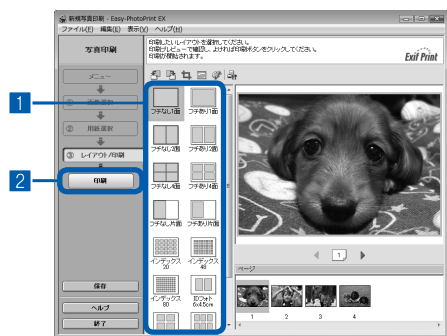 新規写真印刷 - Easy-PhotoPrint EX
ファイル(F) 編集(E) 表示(V) ヘルプ(H)
写真印刷
印刷したいレイアウトを選択してください。
印刷プレビューで確認し、よければ印刷ボタンをクリックしてください。
印刷が開始されます。
Exif Print
メニュー
①
② 用紙選択
③ レイアウト/印刷
印刷
保存
ヘルプ
終了
1
2
フチなし1面
フチあり1面
フチなし2面
フチあり2面
フチなし4面
フチあり4面
フチなし片面
フチあり片面
インデックス
20
インデックス
48
インデックス
80
IDフォト
6x4.5cm
1
ページ
1
2
3
4